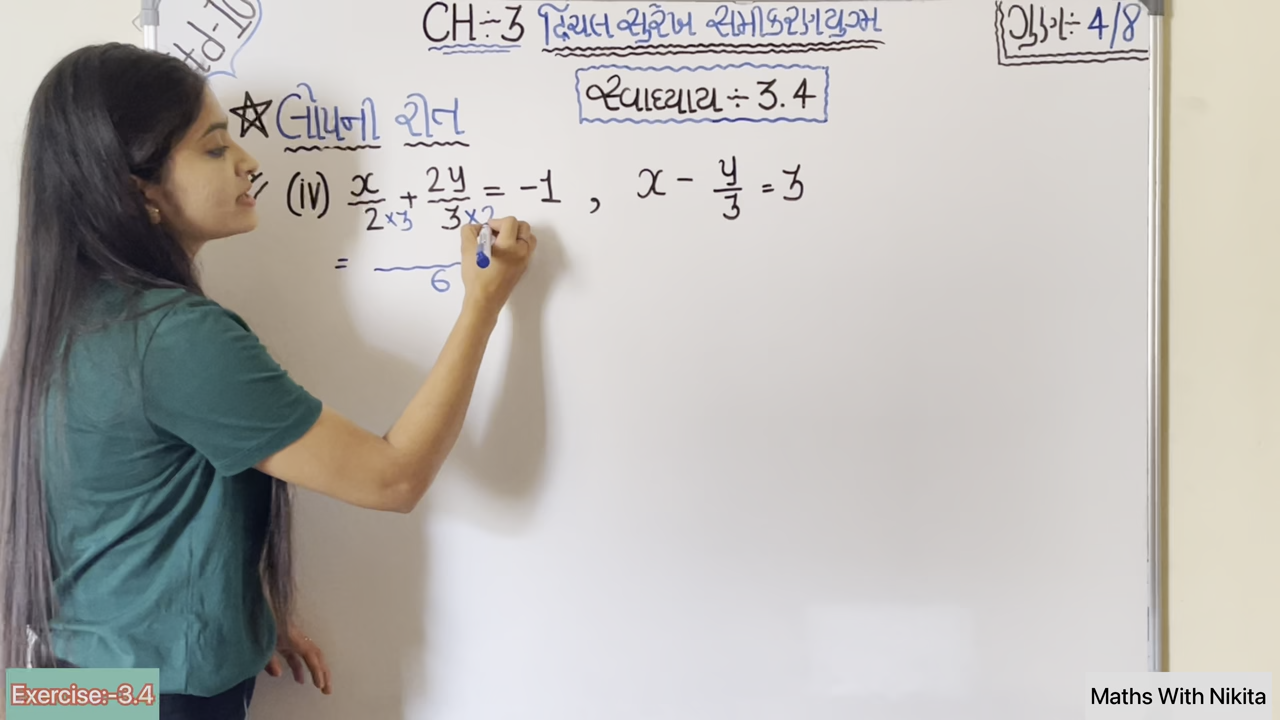 td-10
CH÷3 દ્વિચલ સુરેખ સમીકરણયુગ્મ
ગુણ÷ 4/8
સ્વાધ્યાય÷3.4
લોપની રીત
(iv) x/2×3 + 2y/3×2 = -1 , x - y/3 = 3
= /6
Exercise:-3.4
Maths With Nikita